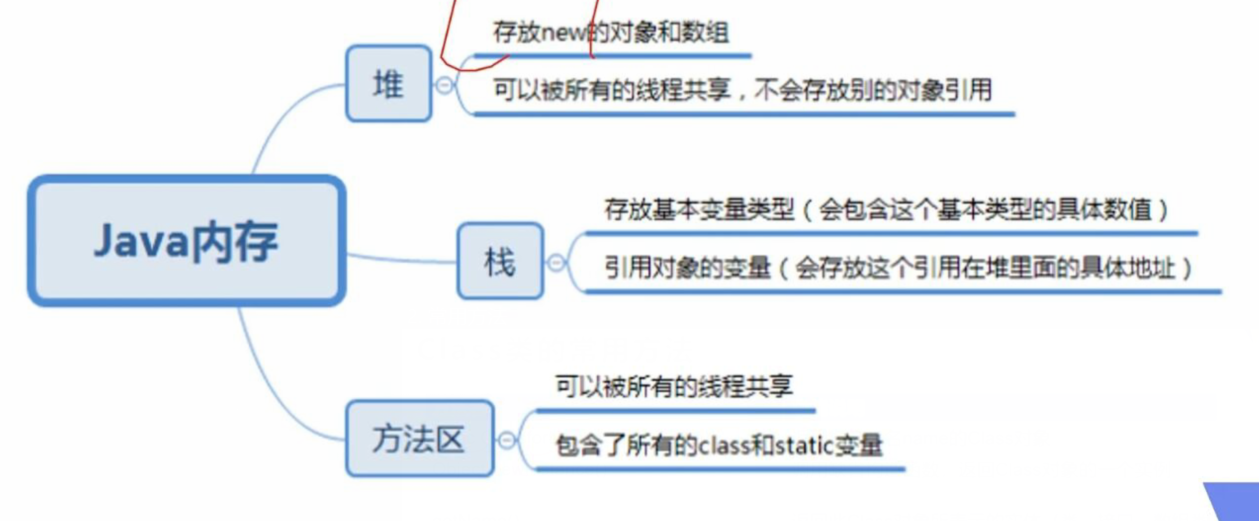 存放new的对象和数组
堆
可以被所有的线程共享，不会存放别的对象引用
Java内存
存放基本变量类型（会包含这个基本类型的具体数值）
栈
引用对象的变量（会存放这个引用在堆里面的具体地址）
可以被所有的线程共享
方法区
包含了所有的class和static变量